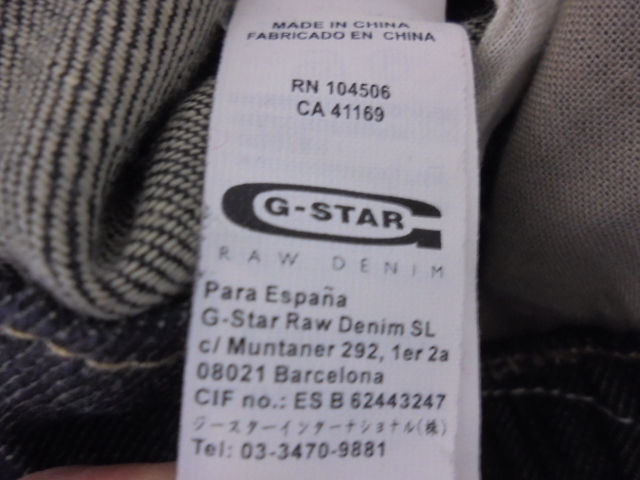 MADE IN CHINA
FABRICADO EN CHINA
RN 104506
CA 41169
G-STAR
RAW DENIM
Para España
G-Star Raw Denim SL
c/ Muntaner 292, 1er 2a
08021 Barcelona
CIF no.: ES B 62443247
ジースターインターナショナル(株)
Tel: 03-3470-9881